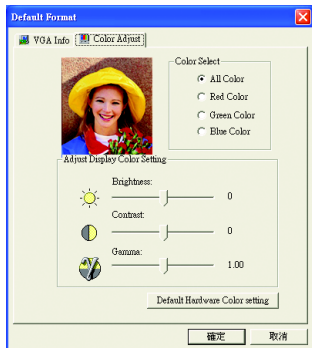 Default Format
VGA Info
Color Adjust
Color Select
All Color
Red Color
Green Color
Blue Color
Adjust Display Color Setting
Brightness:
0
Contrast:
0
Gamma:
1.00
Default Hardware Color setting
確定
取消